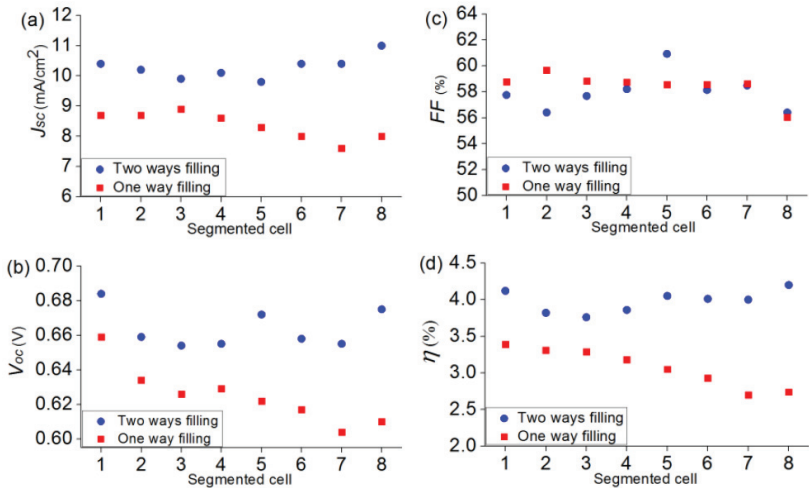 (a)
12
11
10
9
8
7
6
Jsc (mA/cm²)
Two ways filling
One way filling
1 2 3 4 5 6 7 8
Segmented cell
(c)
64
62
60
58
56
54
52
50
FF (%)
Two ways filling
One way filling
1 2 3 4 5 6 7 8
Segmented cell
(b)
0.70
0.68
0.66
0.64
0.62
0.60
Voc (V)
Two ways filling
One way filling
1 2 3 4 5 6 7 8
Segmented cell
(d)
4.5
4.0
3.5
3.0
2.5
2.0
η (%)
Two ways filling
One way filling
1 2 3 4 5 6 7 8
Segmented cell